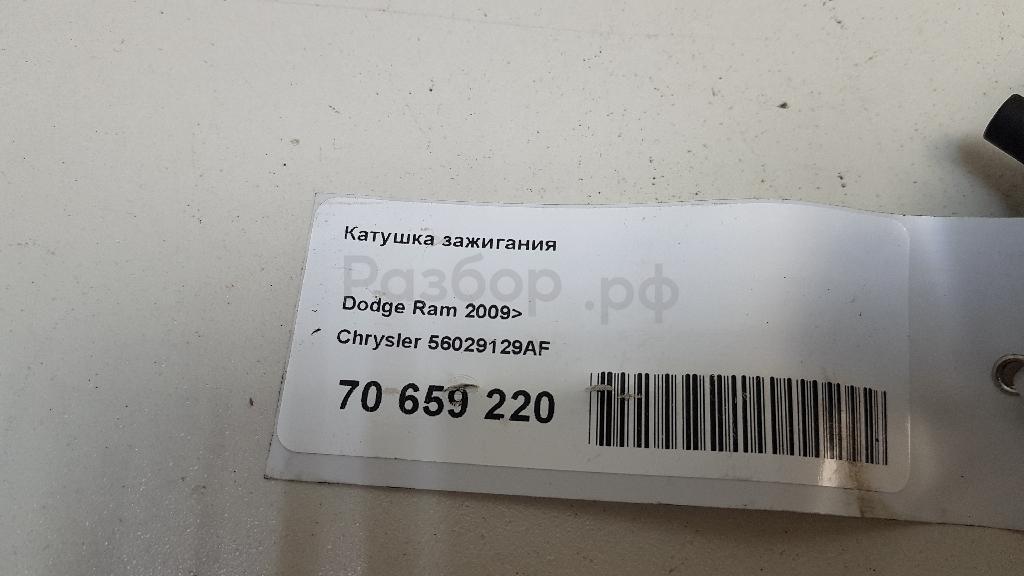 Катушка зажигания
Разбор.рф
Dodge Ram 2009>
Chrysler 56029129AF
70 659 220